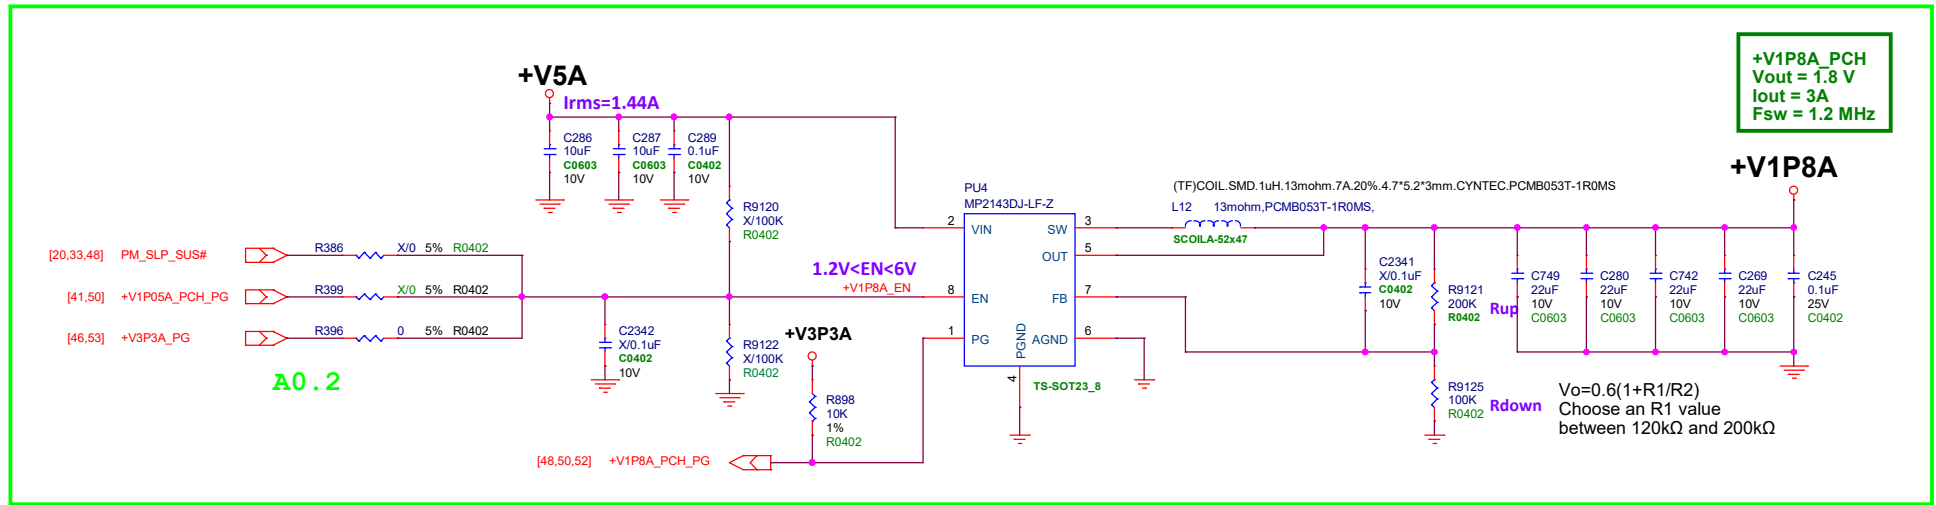 +V1P8A_PCH
Vout = 1.8 V
Iout = 3A
Fsw = 1.2 MHz
+V5A
Irms=1.44A
C286
10uF
C0603
10V
C287
10uF
C0603
10V
C289
0.1uF
C0402
10V
R9120
X/100K
R0402
[20,33,48] PM_SLP_SUS#
R386 X/0 5% R0402
[41,50] +V1P05A_PCH_PG
R399 X/0 5% R0402
[46,53] +V3P3A_PG
R396 0 5% R0402
A0.2
C2342
X/0.1uF
C0402
10V
R9122
X/100K
R0402
1.2V<EN<6V
+V1P8A_EN
+V3P3A
R898
10K
1%
R0402
[48,50,52] +V1P8A_PCH_PG
PU4
MP2143DJ-LF-Z
2 VIN SW 3
OUT 5
8 EN FB 7
1 PG AGND 6
PGND
4
TS-SOT23_8
(TF)COIL.SMD.1uH.13mohm.7A.20%.4.7*5.2*3mm.CYNTEC.PCMB053T-1R0MS
L12 13mohm,PCMB053T-1R0MS,
SCOILA-52x47
+V1P8A
C2341
X/0.1uF
C0402
10V
R9121
200K
R0402
Rup
C749
22uF
10V
C0603
C280
22uF
10V
C0603
C742
22uF
10V
C0603
C269
22uF
10V
C0603
C245
0.1uF
25V
C0402
R9125
100K
R0402
Rdown
Vo=0.6(1+R1/R2)
Choose an R1 value
between 120kΩ and 200kΩ